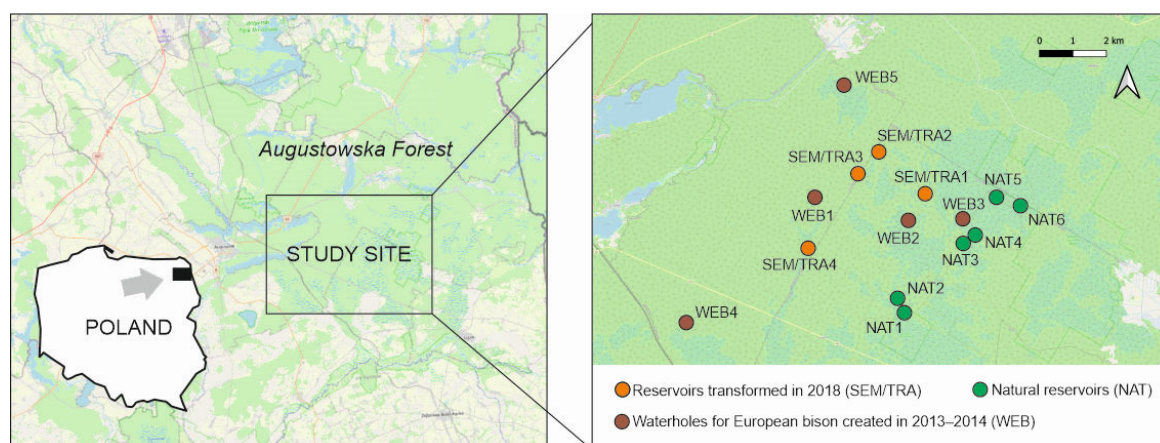 Augustowska Forest
STUDY SITE
POLAND
0 1 2 km
WEB5
SEM/TRA2
SEM/TRA3
SEM/TRA1
NAT5
WEB1
WEB3
NAT6
WEB2
NAT4
SEM/TRA4
NAT3
NAT2
WEB4
NAT1
Reservoirs transformed in 2018 (SEM/TRA)
Natural reservoirs (NAT)
Waterholes for European bison created in 2013–2014 (WEB)